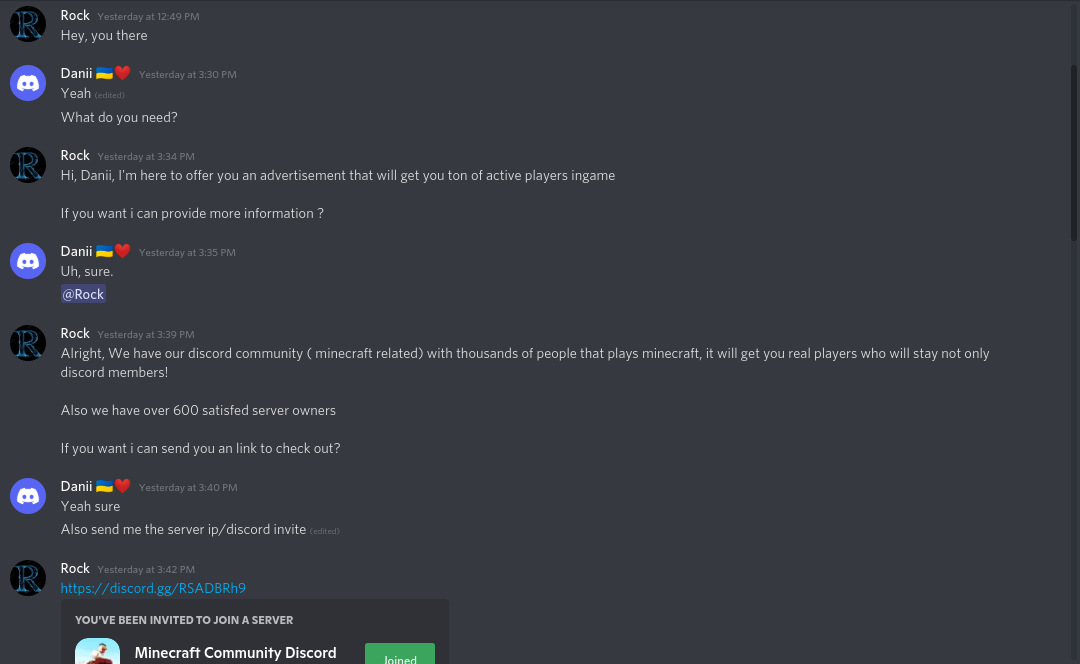 Rock Yesterday at 12:49 PM
Hey, you there
Danii 🇺🇦❤️ Yesterday at 3:30 PM
Yeah (edited)
What do you need?
Rock Yesterday at 3:34 PM
Hi, Danii, I'm here to offer you an advertisement that will get you ton of active players ingame
If you want i can provide more information ?
Danii 🇺🇦❤️ Yesterday at 3:35 PM
Uh, sure.
@Rock
Rock Yesterday at 3:39 PM
Alright, We have our discord community ( minecraft related) with thousands of people that plays minecraft, it will get you real players who will stay not only
discord members!
Also we have over 600 satisfed server owners
If you want i can send you an link to check out?
Danii 🇺🇦❤️ Yesterday at 3:40 PM
Yeah sure
Also send me the server ip/discord invite (edited)
Rock Yesterday at 3:42 PM
https://discord.gg/RSADBRh9
YOU'VE BEEN INVITED TO JOIN A SERVER
Minecraft Community Discord
Joined